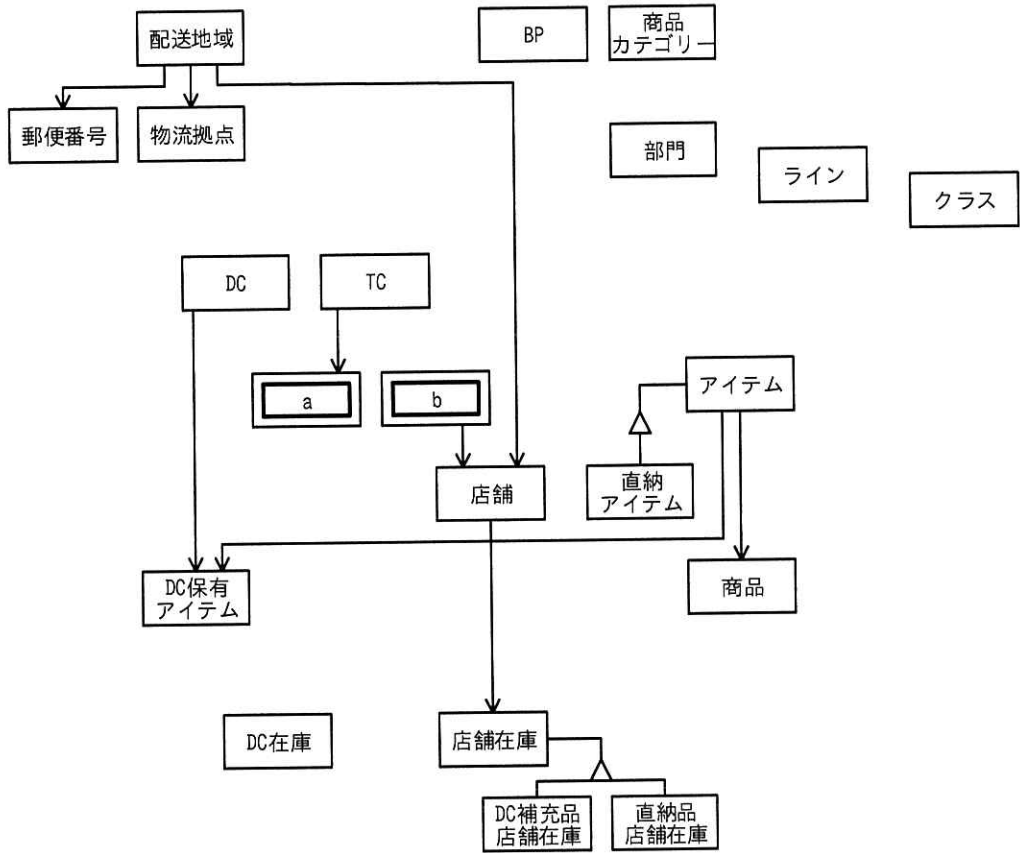 配送地域
BP
商品
カテゴリー
郵便番号
物流拠点
部門
ライン
クラス
DC
TC
a
b
アイテム
店舗
直納
アイテム
DC保有
アイテム
商品
DC在庫
店舗在庫
DC補充品
店舗在庫
直納品
店舗在庫